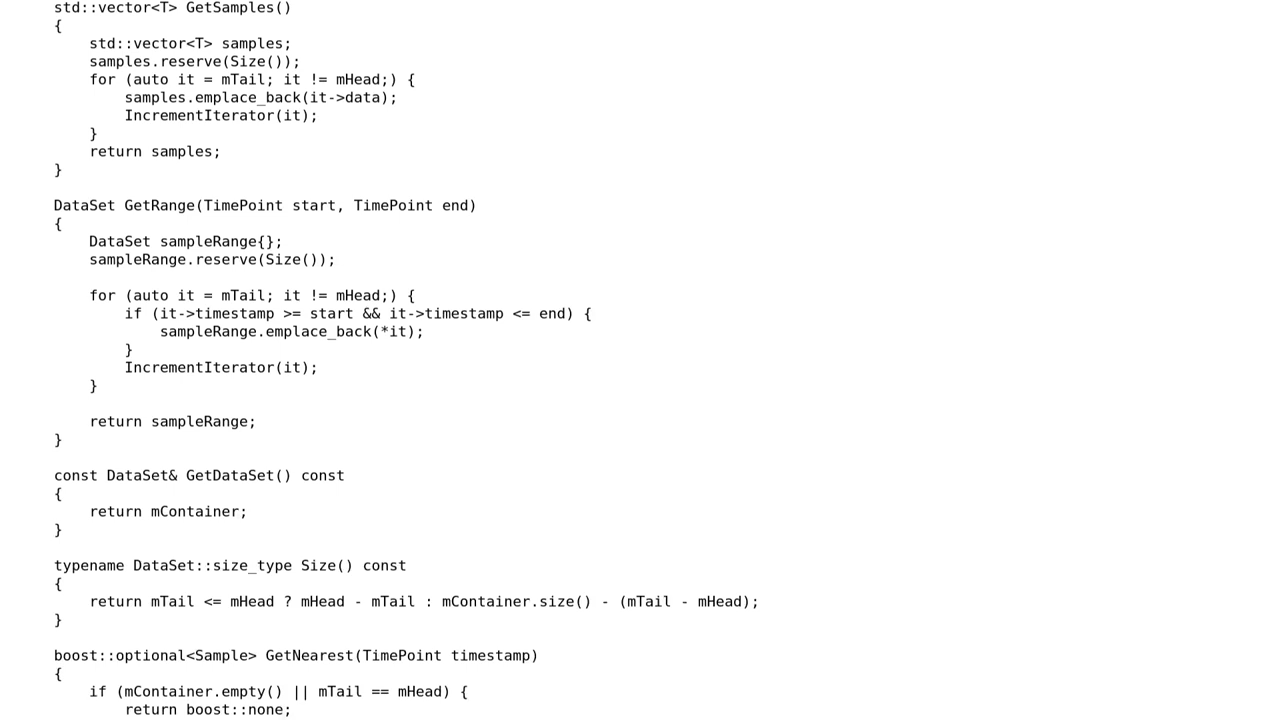 std::vector<T> GetSamples()
{
    std::vector<T> samples;
    samples.reserve(Size());
    for (auto it = mTail; it != mHead;) {
        samples.emplace_back(it->data);
        IncrementIterator(it);
    }
    return samples;
}

DataSet GetRange(TimePoint start, TimePoint end)
{
    DataSet sampleRange{};
    sampleRange.reserve(Size());

    for (auto it = mTail; it != mHead;) {
        if (it->timestamp >= start && it->timestamp <= end) {
            sampleRange.emplace_back(*it);
        }
        IncrementIterator(it);
    }

    return sampleRange;
}

const DataSet& GetDataSet() const
{
    return mContainer;
}

typename DataSet::size_type Size() const
{
    return mTail <= mHead ? mHead - mTail : mContainer.size() - (mTail - mHead);
}

boost::optional<Sample> GetNearest(TimePoint timestamp)
{
    if (mContainer.empty() || mTail == mHead) {
        return boost::none;